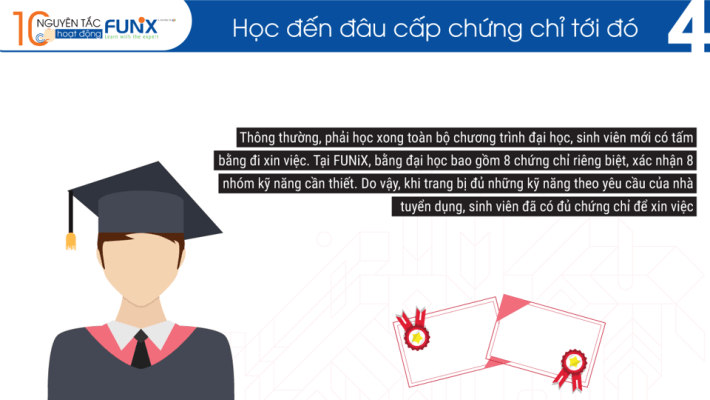 10 NGUYÊN TẮC
hoạt động
FUNiX
Learn with the experts
Học đến đâu cấp chứng chỉ tới đó
4
Thông thường, phải học xong toàn bộ chương trình đại học, sinh viên mới có tấm
bằng đi xin việc. Tại FUNiX, bằng đại học bao gồm 8 chứng chỉ riêng biệt, xác nhận 8
nhóm kỹ năng cần thiết. Do vậy, khi trang bị đủ những kỹ năng theo yêu cầu của nhà
tuyển dụng, sinh viên đã có đủ chứng chỉ để xin việc